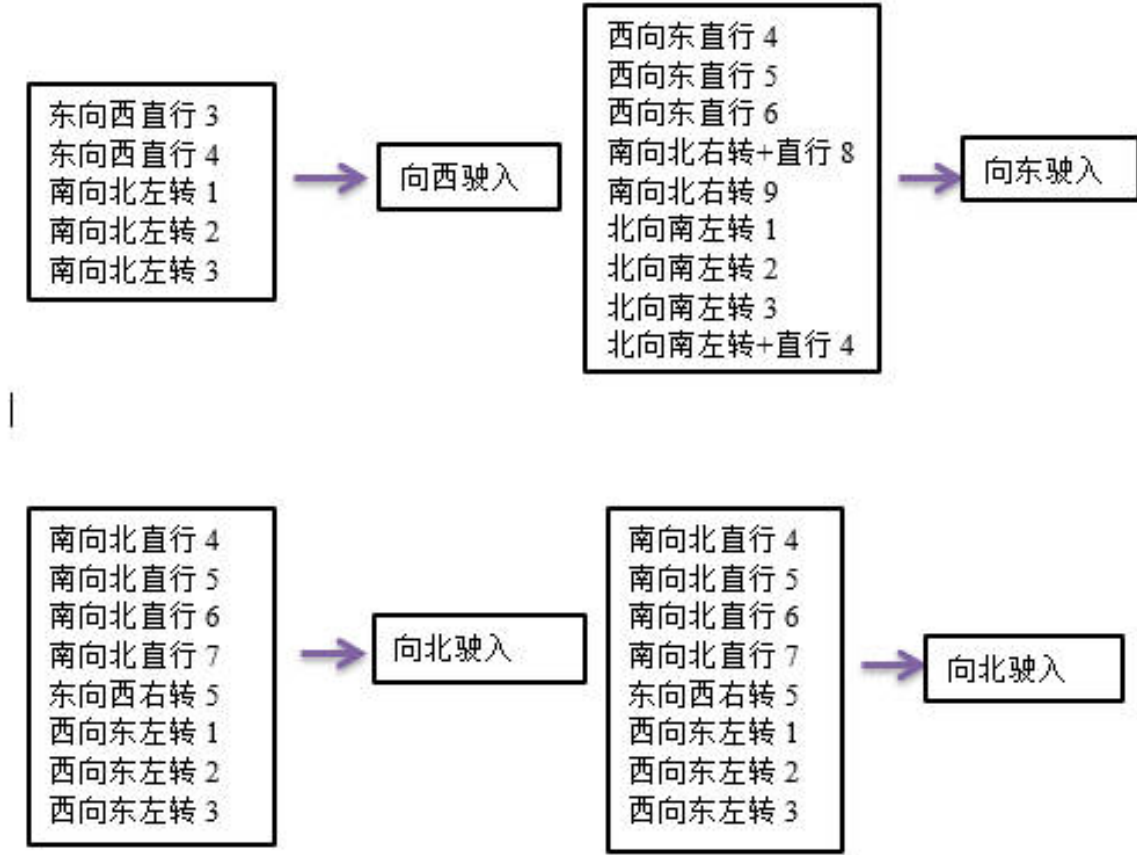 东向西直行 3
东向西直行 4
南向北左转 1
南向北左转 2
南向北左转 3
向西驶入
西向东直行 4
西向东直行 5
西向东直行 6
南向北右转+直行 8
南向北右转 9
北向南左转 1
北向南左转 2
北向南左转 3
北向南左转+直行 4
向东驶入
南向北直行 4
南向北直行 5
南向北直行 6
南向北直行 7
东向西右转 5
西向东左转 1
西向东左转 2
西向东左转 3
向北驶入
南向北直行 4
南向北直行 5
南向北直行 6
南向北直行 7
东向西右转 5
西向东左转 1
西向东左转 2
西向东左转 3
向北驶入